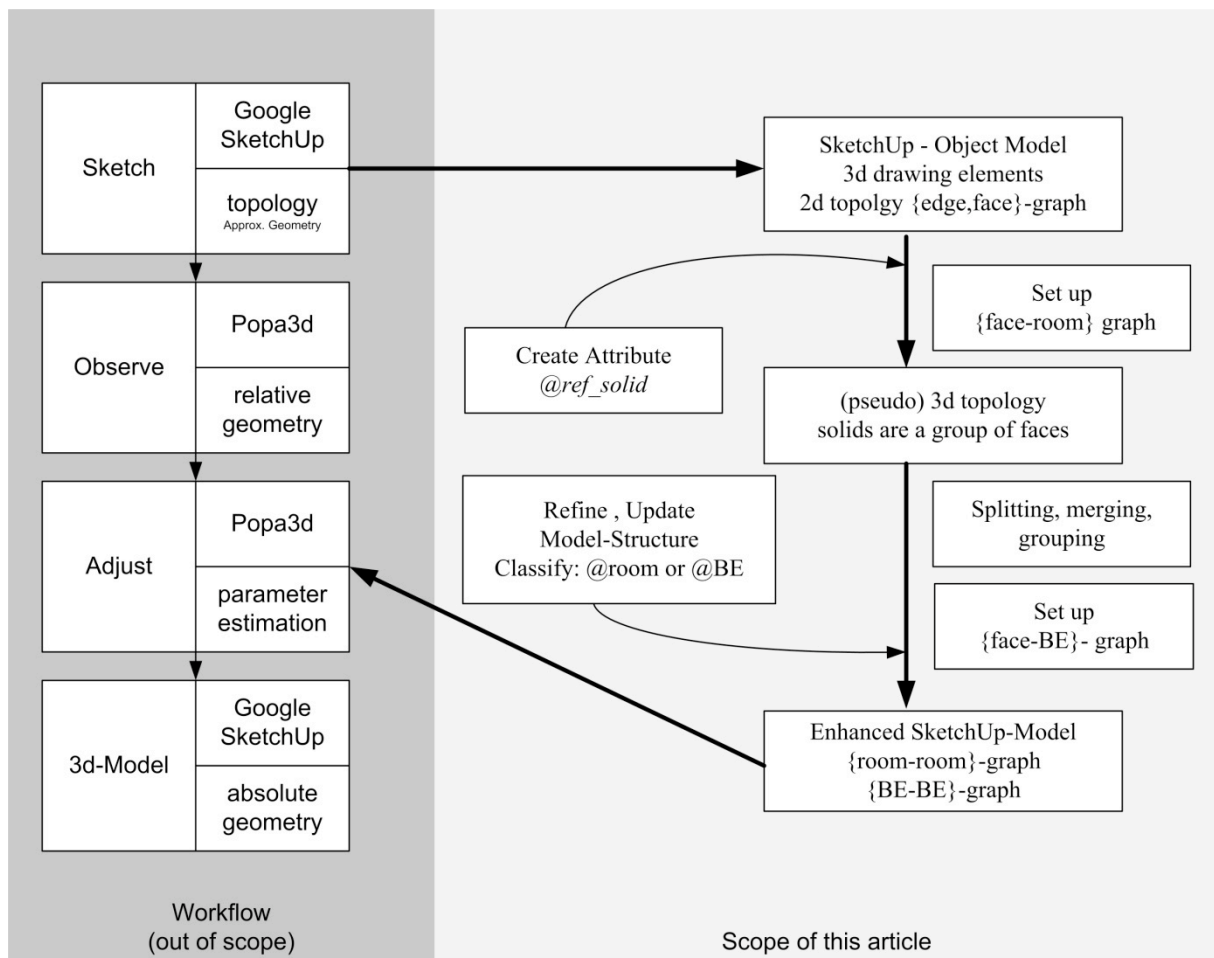 Sketch
Google
SketchUp
topology
Approx. Geometry
Observe
Popa3d
relative
geometry
Adjust
Popa3d
parameter
estimation
3d-Model
Google
SketchUp
absolute
geometry
Workflow
(out of scope)
SketchUp - Object Model
3d drawing elements
2d topolgy {edge,face}-graph
Set up
{face-room} graph
Create Attribute
@ref_solid
(pseudo) 3d topology
solids are a group of faces
Refine , Update
Model-Structure
Classify: @room or @BE
Splitting, merging,
grouping
Set up
{face-BE}- graph
Enhanced SketchUp-Model
{room-room}-graph
{BE-BE}-graph
Scope of this article